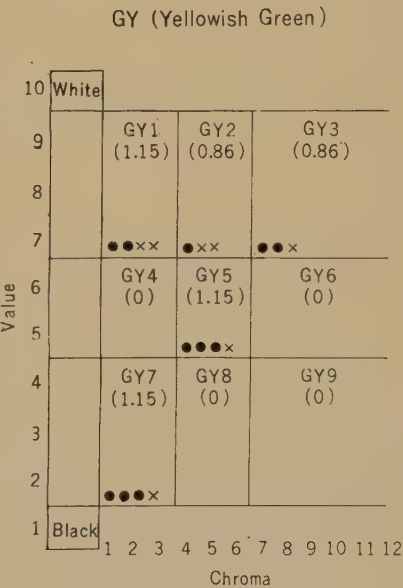 GY (Yellowish Green)
10 White
9 GY1 GY2 GY3
(1.15) (0.86) (0.86)
8
7 ●●×× ●×× ●●×
6 GY4 GY5 GY6
(0) (1.15) (0)
Value
5 ●●●×
4 GY7 GY8 GY9
(1.15) (0) (0)
3
2 ●●●×
1 Black
1 2 3 4 5 6 7 8 9 10 11 12
Chroma